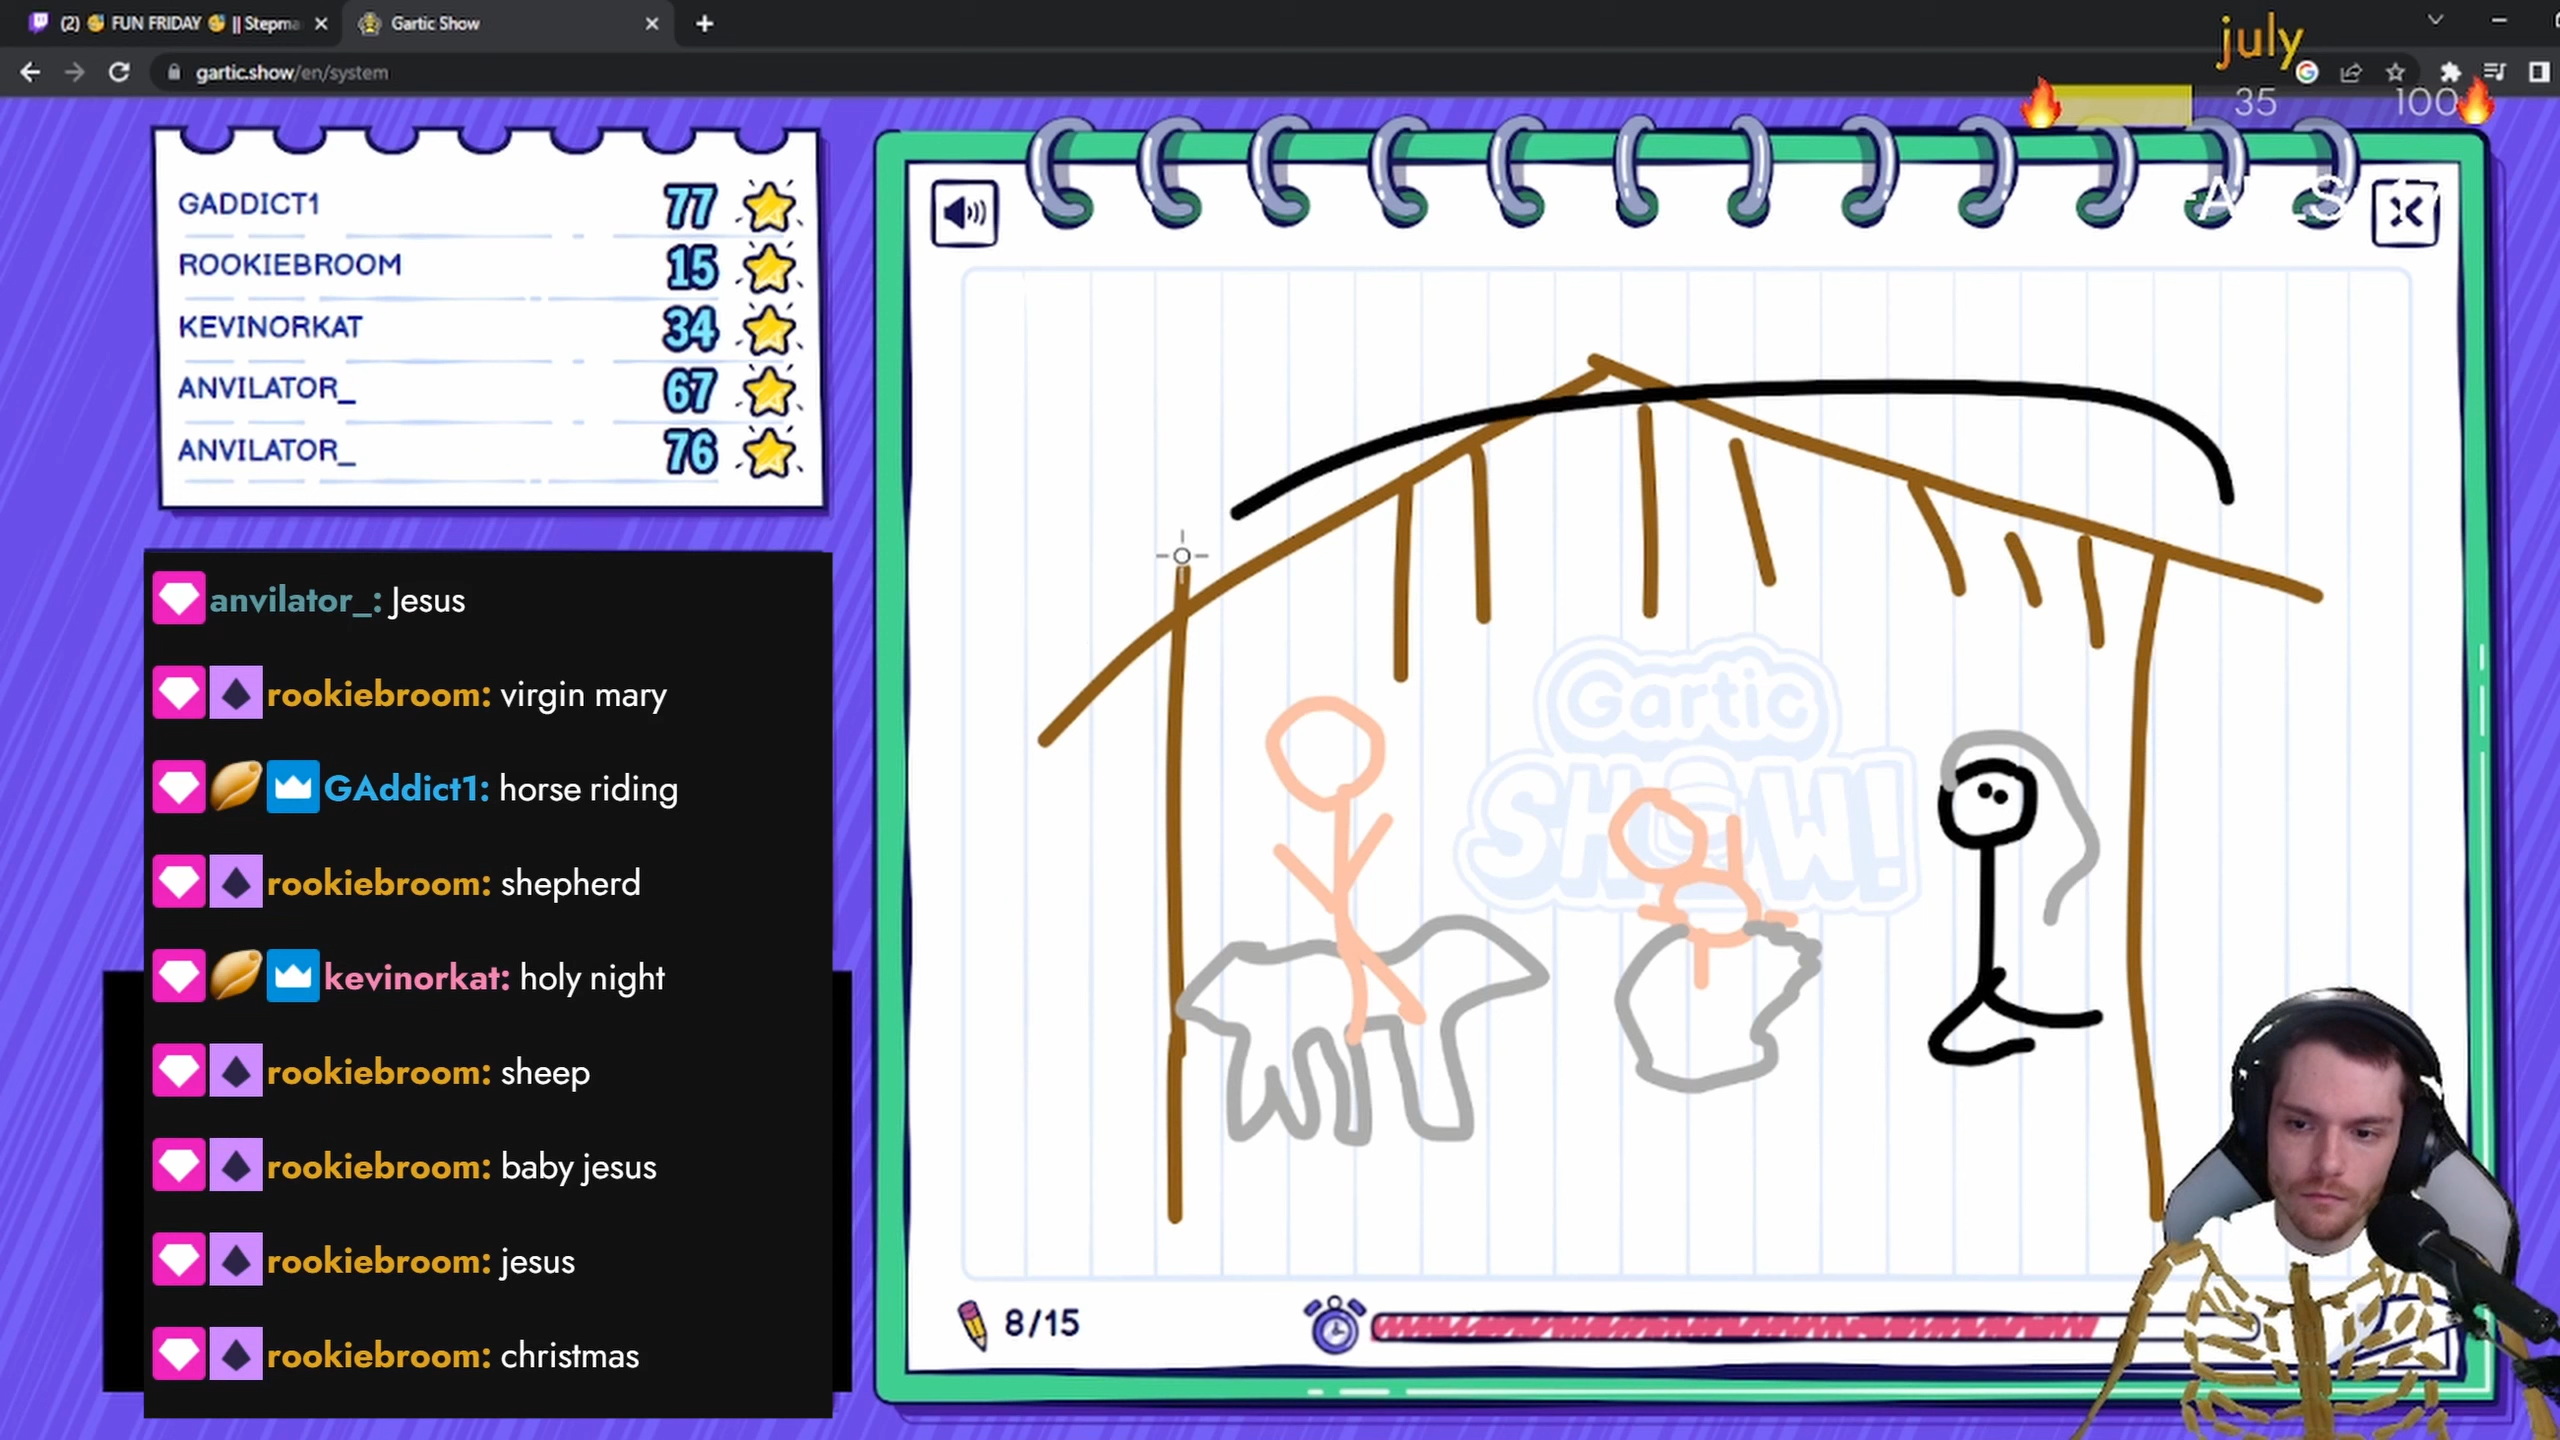 (2) FUN FRIDAY || Stepma
Gartic Show
gartic.show/en/system
july
35 100
GADDICT1 77
ROOKIEBROOM 15
KEVINORKAT 34
ANVILATOR_ 67
ANVILATOR_ 76
anvilator_: Jesus
rookiebroom: virgin mary
GAddict1: horse riding
rookiebroom: shepherd
kevinorkat: holy night
rookiebroom: sheep
rookiebroom: baby jesus
rookiebroom: jesus
rookiebroom: christmas
Gartic
SHOW!
8/15